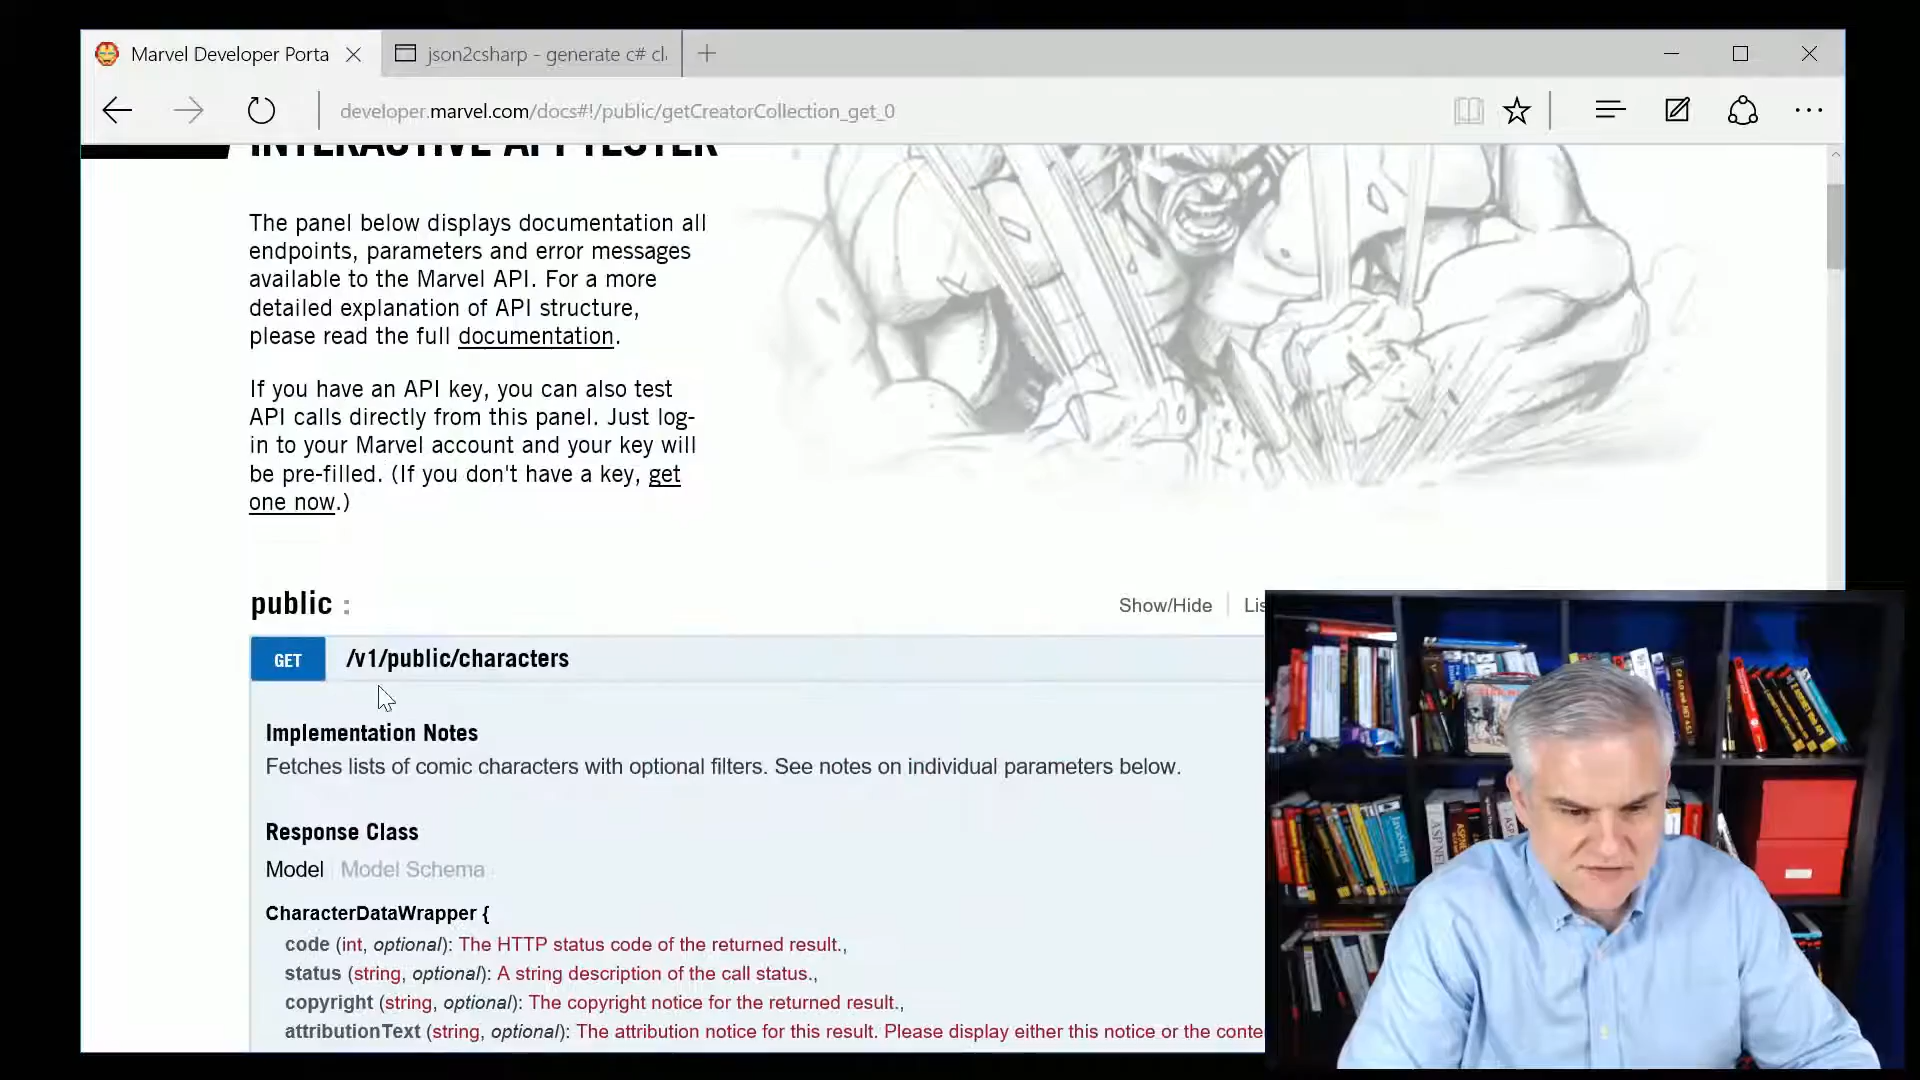 Marvel Developer Porta
json2csharp - generate c# cl
developer.marvel.com/docs#!/public/getCreatorCollection_get_0
INTERACTIVE API TESTER
The panel below displays documentation all
endpoints, parameters and error messages
available to the Marvel API. For a more
detailed explanation of API structure,
please read the full documentation.
If you have an API key, you can also test
API calls directly from this panel. Just log-
in to your Marvel account and your key will
be pre-filled. (If you don't have a key, get
one now.)
public :
Show/Hide
Lis
GET /v1/public/characters
Implementation Notes
Fetches lists of comic characters with optional filters. See notes on individual parameters below.
Response Class
Model Model Schema
CharacterDataWrapper {
code (int, optional): The HTTP status code of the returned result.,
status (string, optional): A string description of the call status.,
copyright (string, optional): The copyright notice for the returned result.,
attributionText (string, optional): The attribution notice for this result. Please display either this notice or the conte
JavaScript